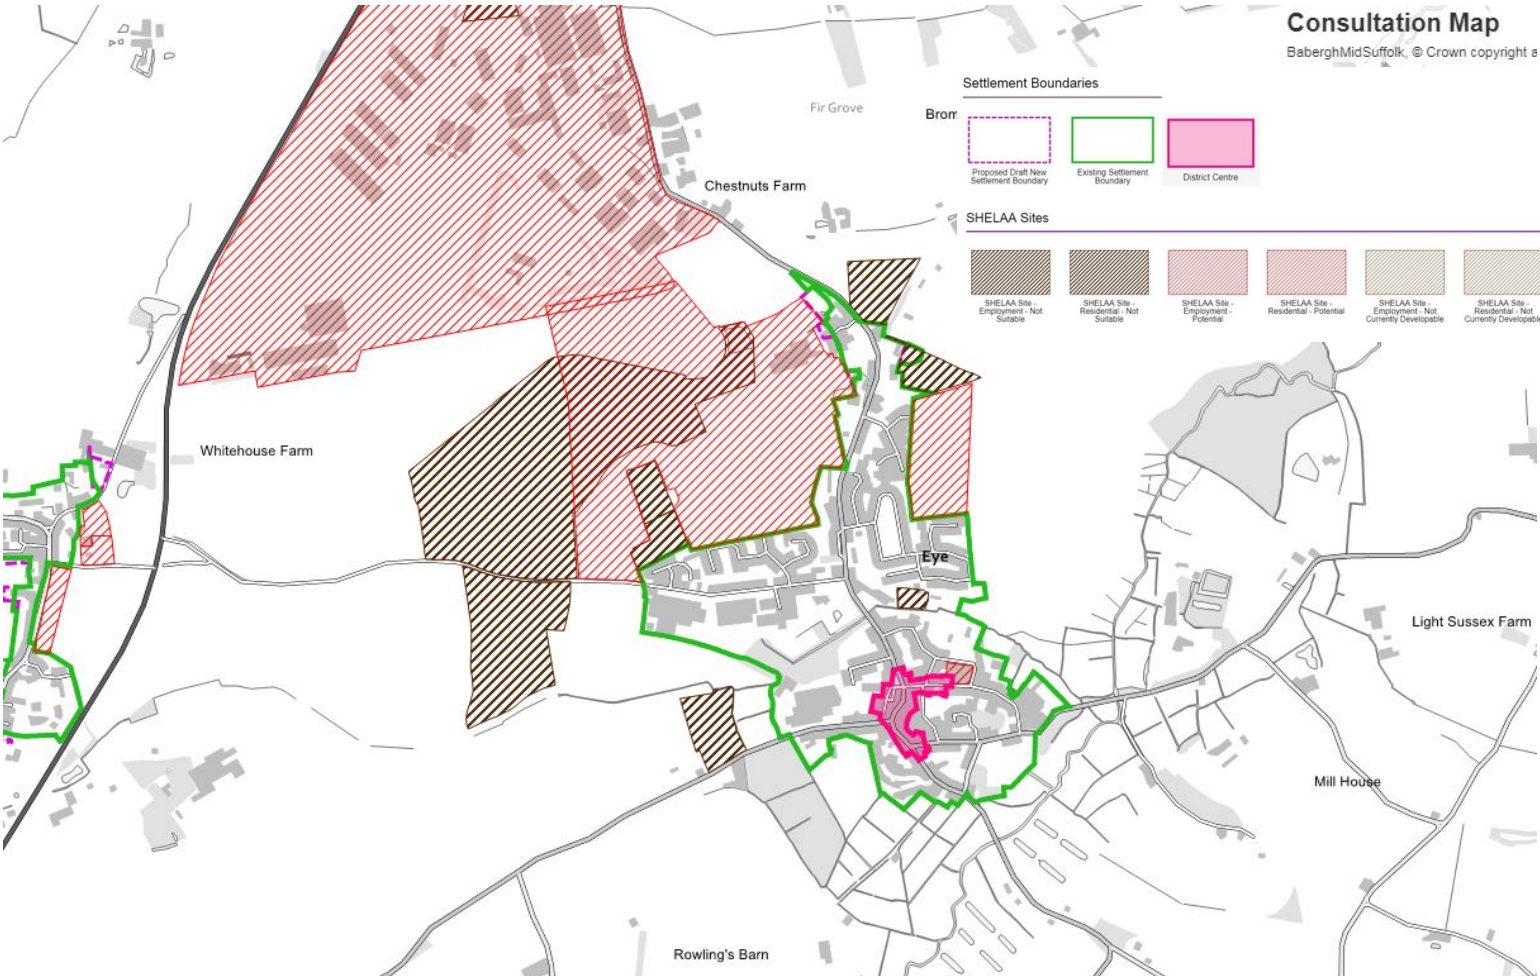 Consultation Map
BaberghMidSuffolk, © Crown copyright a
Settlement Boundaries
Fir Grove
Brom
Proposed Draft New
Settlement Boundary
Existing Settlement
Boundary
District Centre
Chestnuts Farm
SHELAA Sites
SHELAA Site -
Employment - Not
Suitable
SHELAA Site -
Residential - Not
Suitable
SHELAA Site -
Employment -
Potential
SHELAA Site -
Residential - Potential
SHELAA Site -
Employment - Not
Currently Developable
SHELAA Site -
Residential - Not
Currently Developable
Whitehouse Farm
Eye
Light Sussex Farm
Mill House
Rowling's Barn